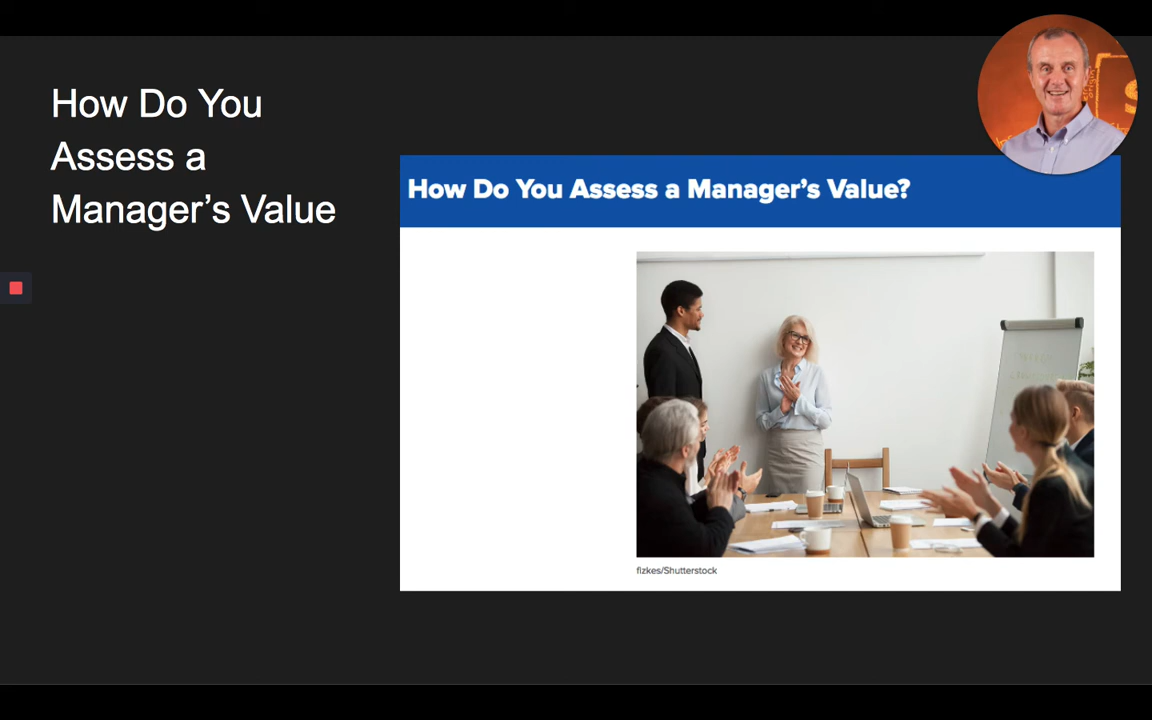 How Do You
Assess a
Manager’s Value
How Do You Assess a Manager’s Value?
fizkes/Shutterstock